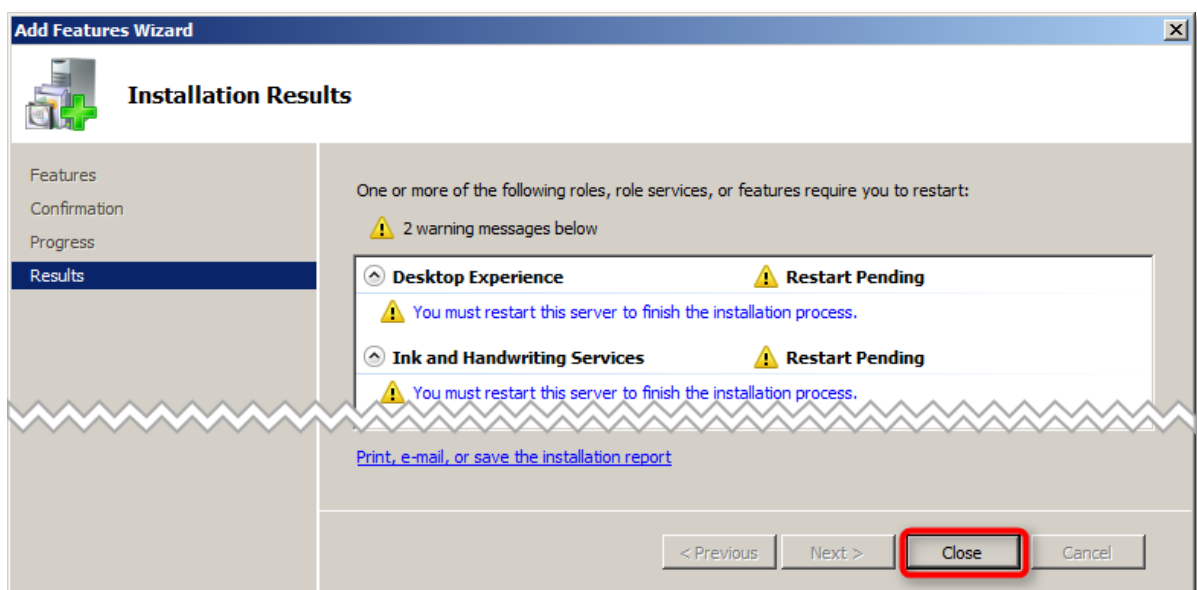 Add Features Wizard
Installation Results
Features
Confirmation
Progress
Results
One or more of the following roles, role services, or features require you to restart:
2 warning messages below
Desktop Experience Restart Pending
You must restart this server to finish the installation process.
Ink and Handwriting Services Restart Pending
You must restart this server to finish the installation process.
Print, e-mail, or save the installation report
< Previous Next > Close Cancel